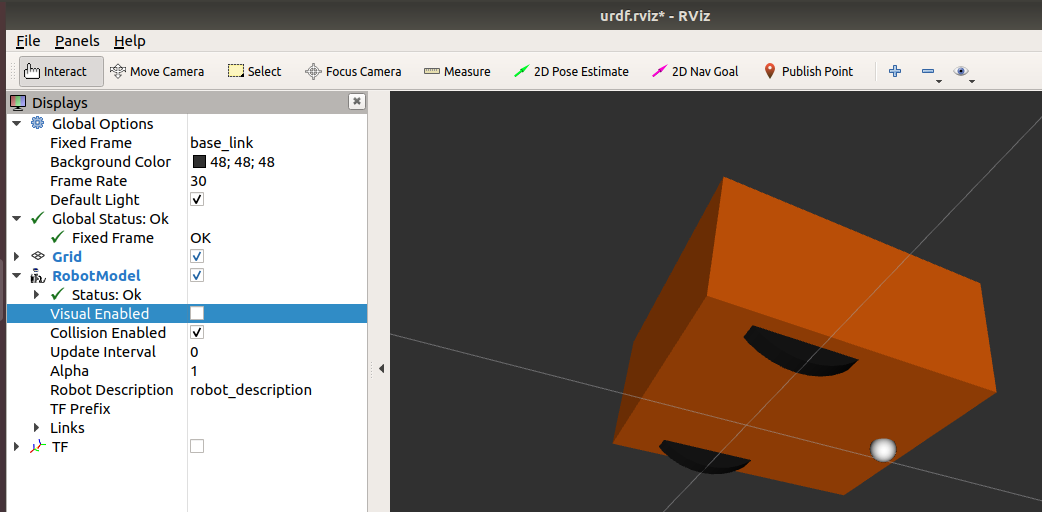 urdf.rviz* - RViz
File Panels Help
Interact Move Camera Select Focus Camera Measure 2D Pose Estimate 2D Nav Goal Publish Point
Displays
Global Options
Fixed Frame base_link
Background Color 48; 48; 48
Frame Rate 30
Default Light
Global Status: Ok
Fixed Frame OK
Grid
RobotModel
Status: Ok
Visual Enabled
Collision Enabled
Update Interval 0
Alpha 1
Robot Description robot_description
TF Prefix
Links
TF